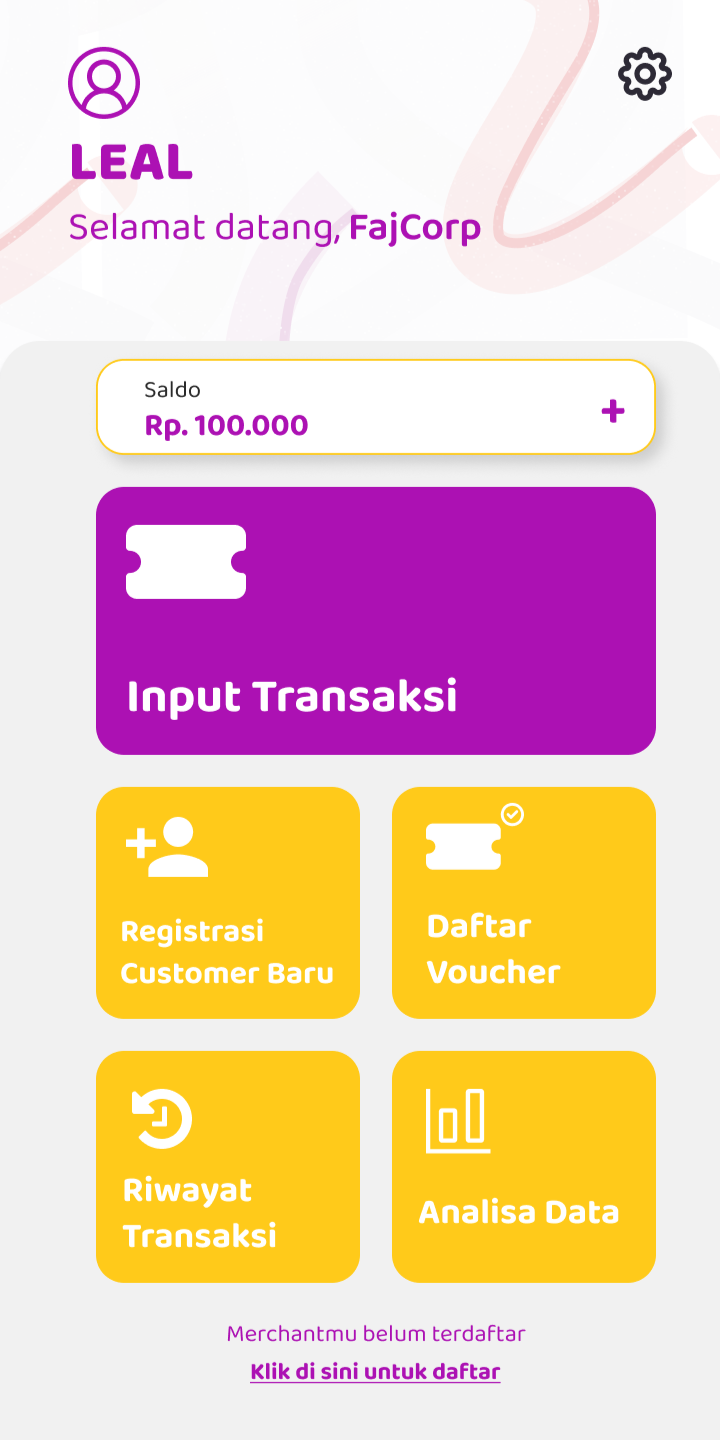 LEAL
Selamat datang, FajCorp
Saldo
Rp. 100.000
+
Input Transaksi
Registrasi
Customer Baru
Daftar
Voucher
Riwayat
Transaksi
Analisa Data
Merchantmu belum terdaftar
Klik di sini untuk daftar